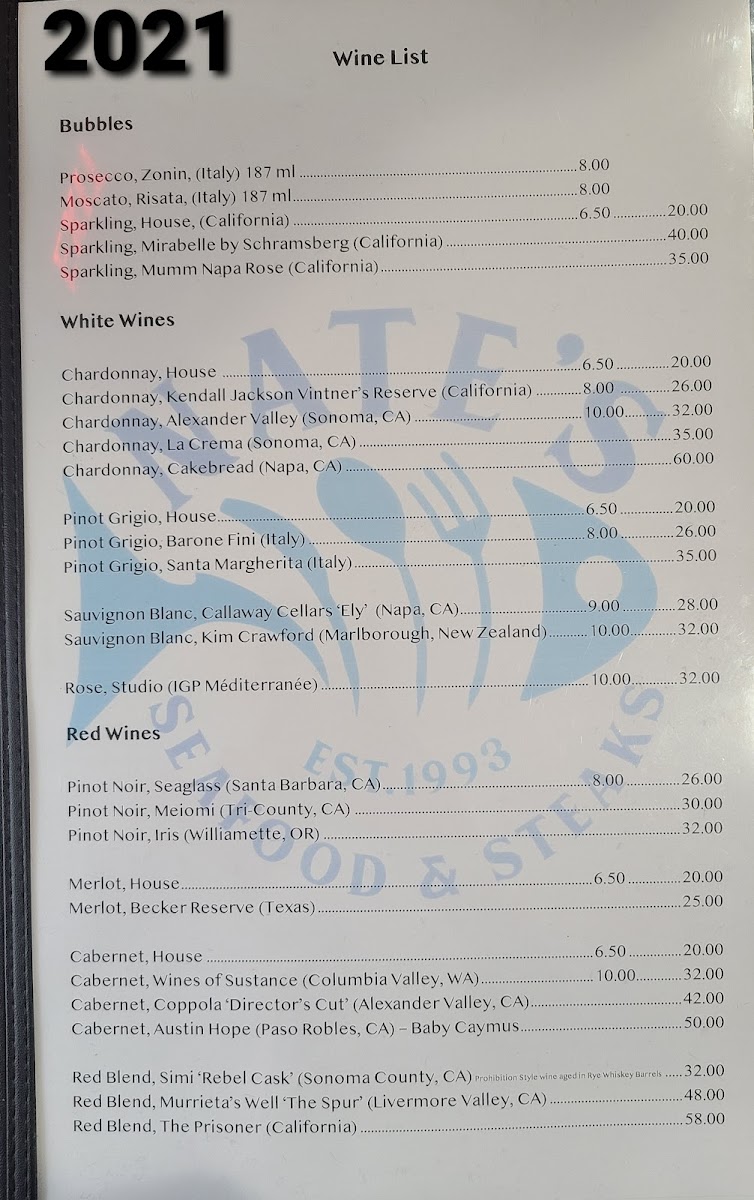 2021
Wine List
Bubbles
Prosecco, Zonin, (Italy) 187 ml 8.00
Moscato, Risata, (Italy) 187 ml 8.00
Sparkling, House, (California) 6.50 20.00
Sparkling, Mirabelle by Schramsberg (California) 40.00
Sparkling, Mumm Napa Rose (California) 35.00
White Wines
Chardonnay, House 6.50 20.00
Chardonnay, Kendall Jackson Vintner's Reserve (California) 8.00 26.00
Chardonnay, Alexander Valley (Sonoma, CA) 10.00 32.00
Chardonnay, La Crema (Sonoma, CA) 35.00
Chardonnay, Cakebread (Napa, CA) 60.00
Pinot Grigio, House 6.50 20.00
Pinot Grigio, Barone Fini (Italy) 8.00 26.00
Pinot Grigio, Santa Margherita (Italy) 35.00
Sauvignon Blanc, Callaway Cellars 'Ely' (Napa, CA) 9.00 28.00
Sauvignon Blanc, Kim Crawford (Marlborough, New Zealand) 10.00 32.00
Rose, Studio (IGP Méditerranée) 10.00 32.00
Red Wines
Pinot Noir, Seaglass (Santa Barbara, CA) 8.00 26.00
Pinot Noir, Meiomi (Tri-County, CA) 30.00
Pinot Noir, Iris (Williamette, OR) 32.00
Merlot, House 6.50 20.00
Merlot, Becker Reserve (Texas) 25.00
Cabernet, House 6.50 20.00
Cabernet, Wines of Sustance (Columbia Valley, WA) 10.00 32.00
Cabernet, Coppola 'Director's Cut' (Alexander Valley, CA) 42.00
Cabernet, Austin Hope (Paso Robles, CA) – Baby Caymus 50.00
Red Blend, Simi 'Rebel Cask' (Sonoma County, CA) Prohibition Style wine aged in Rye Whiskey Barrels 32.00
Red Blend, Murrieta's Well 'The Spur' (Livermore Valley, CA) 48.00
Red Blend, The Prisoner (California) 58.00
NATE'S
EST. 1993
SEAFOOD & STEAKS